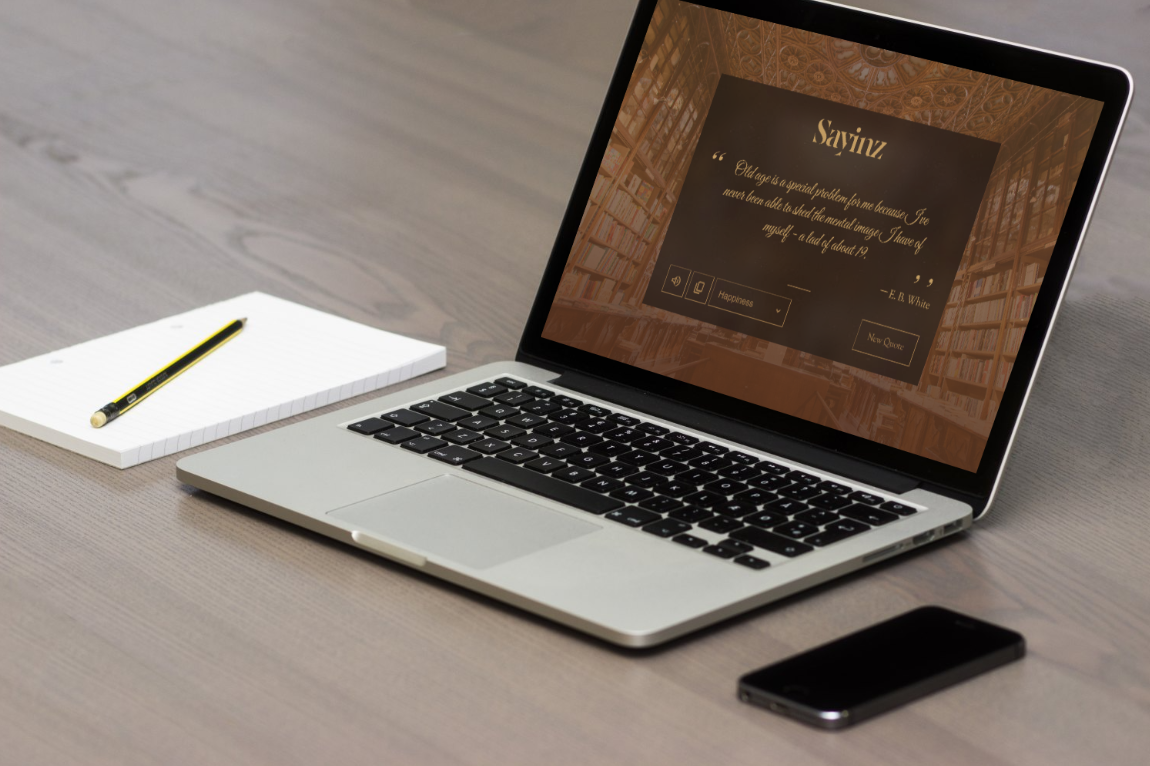 Sayinz
“
Old age is a special problem for me because I've
never been able to shed the mental image I have of
myself - a lad of about 19.
”
— E. B. White
Happiness
New Quote